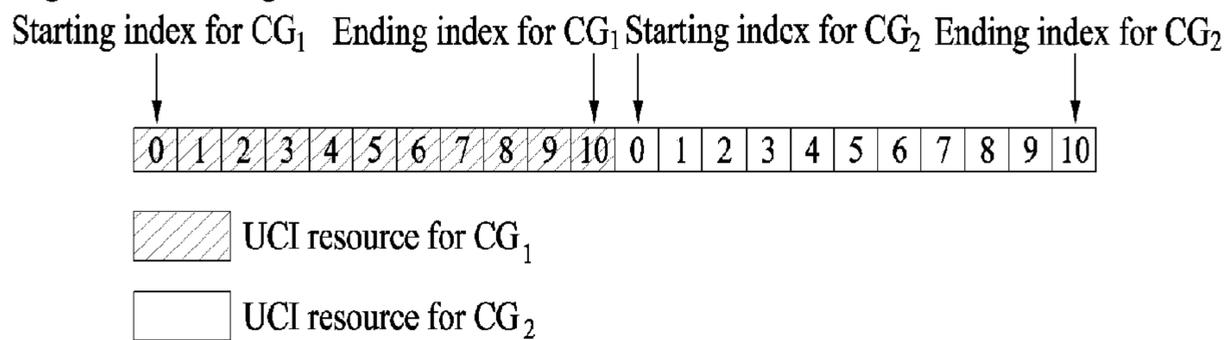 Starting index for CG1 Ending index for CG1 Starting index for CG2 Ending index for CG2
0 1 2 3 4 5 6 7 8 9 10 0 1 2 3 4 5 6 7 8 9 10
UCI resource for CG1
UCI resource for CG2